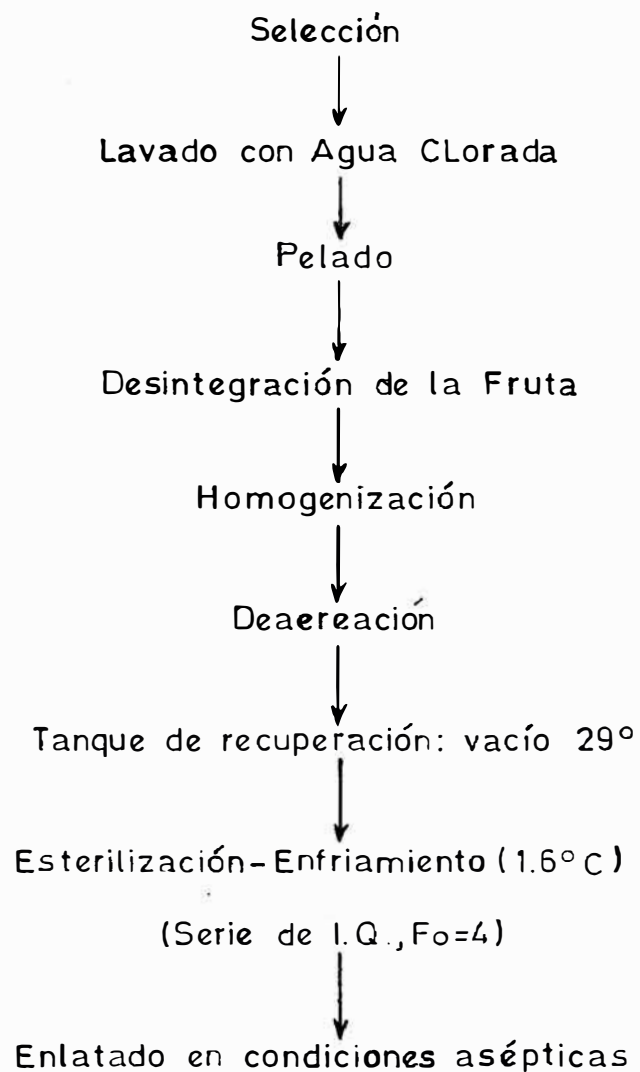 Selección
Lavado con Agua CLorada
Pelado
Desintegración de la Fruta
Homogenización
Deaereación
Tanque de recuperación: vacío 29°
Esterilización-Enfriamiento (1.6°C)
(Serie de I.Q., Fo=4)
Enlatado en condiciones asépticas